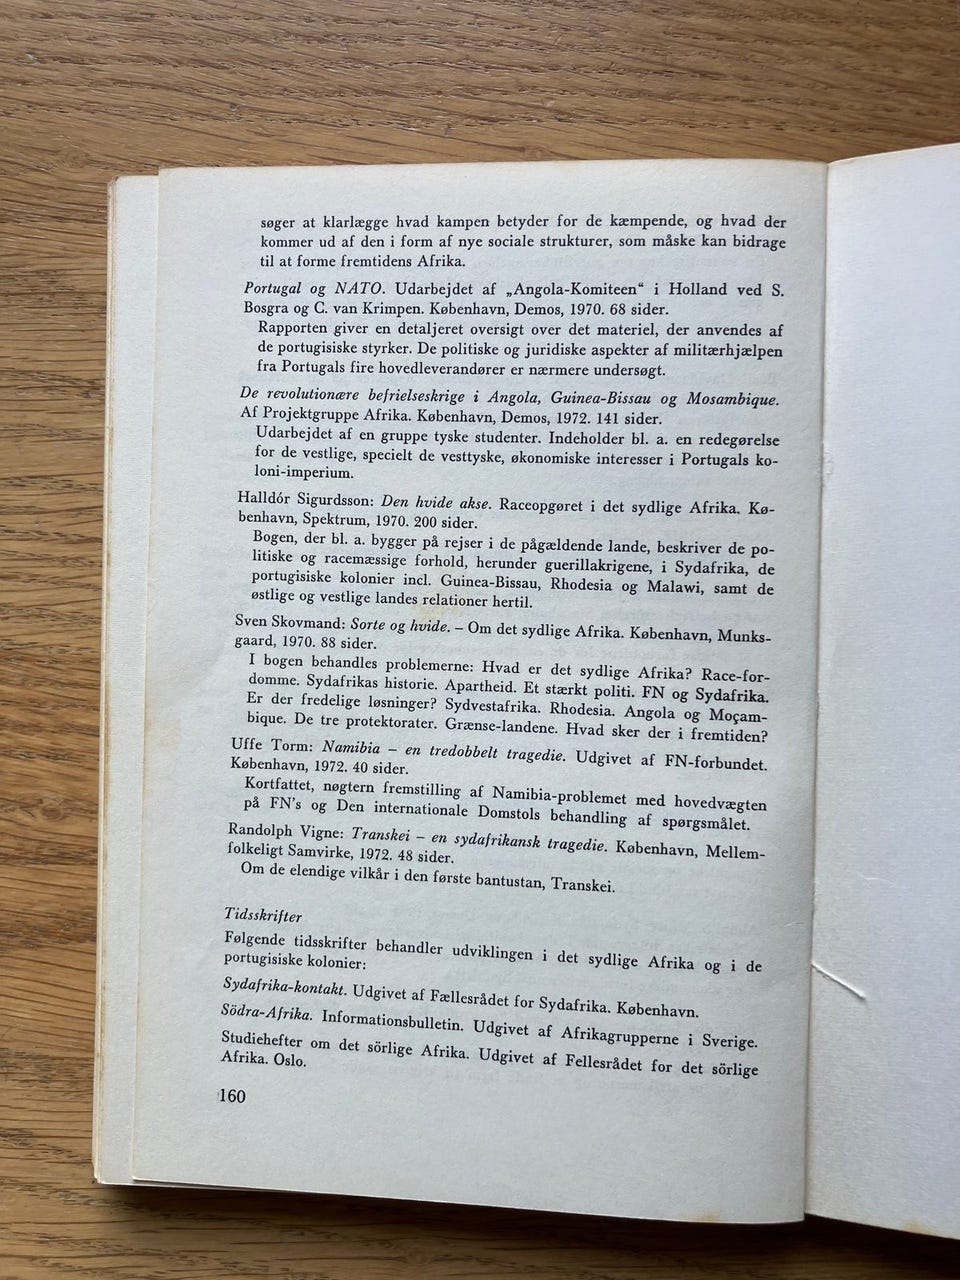 søger at klarlægge hvad kampen betyder for de kæmpende, og hvad der
kommer ud af den i form af nye sociale strukturer, som måske kan bidrage
til at forme fremtidens Afrika.
Portugal og NATO. Udarbejdet af „Angola-Komiteen“ i Holland ved S.
Bosgra og C. van Krimpen. København, Demos, 1970. 68 sider.
Rapporten giver en detaljeret oversigt over det materiel, der anvendes af
de portugisiske styrker. De politiske og juridiske aspekter af militærhjælpen
fra Portugals fire hovedleverandører er nærmere undersøgt.
De revolutionære befrielseskrige i Angola, Guinea-Bissau og Mosambique.
Af Projektgruppe Afrika. København, Demos, 1972. 141 sider.
Udarbejdet af en gruppe tyske studenter. Indeholder bl. a. en redegørelse
for de vestlige, specielt de vesttyske, økonomiske interesser i Portugals ko-
loni-imperium.
Halldór Sigurdsson: Den hvide akse. Raceopgøret i det sydlige Afrika. Kø-
benhavn, Spektrum, 1970. 200 sider.
Bogen, der bl. a. bygger på rejser i de pågældende lande, beskriver de po-
litiske og racemæssige forhold, herunder guerillakrigene, i Sydafrika, de
portugisiske kolonier incl. Guinea-Bissau, Rhodesia og Malawi, samt de
østlige og vestlige landes relationer hertil.
Sven Skovmand: Sorte og hvide. – Om det sydlige Afrika. København, Munks-
gaard, 1970. 88 sider.
I bogen behandles problemerne: Hvad er det sydlige Afrika? Race-for-
domme. Sydafrikas historie. Apartheid. Et stærkt politi. FN og Sydafrika.
Er der fredelige løsninger? Sydvestafrika. Rhodesia. Angola og Moçam-
bique. De tre protektorater. Grænse-landene. Hvad sker der i fremtiden?
Uffe Torm: Namibia – en tredobbelt tragedie. Udgivet af FN-forbundet.
København, 1972. 40 sider.
Kortfattet, nøgtern fremstilling af Namibia-problemet med hovedvægten
på FN's og Den internationale Domstols behandling af spørgsmålet.
Randolph Vigne: Transkei – en sydafrikansk tragedie. København, Mellem-
folkeligt Samvirke, 1972. 48 sider.
Om de elendige vilkår i den første bantustan, Transkei.
Tidsskrifter
Følgende tidsskrifter behandler udviklingen i det sydlige Afrika og i de
portugisiske kolonier:
Sydafrika-kontakt. Udgivet af Fællesrådet for Sydafrika. København.
Södra-Afrika. Informationsbulletin. Udgivet af Afrikagrupperne i Sverige.
Studiehefter om det sörlige Afrika. Udgivet af Fellesrådet for det sörlige
Afrika. Oslo.
160